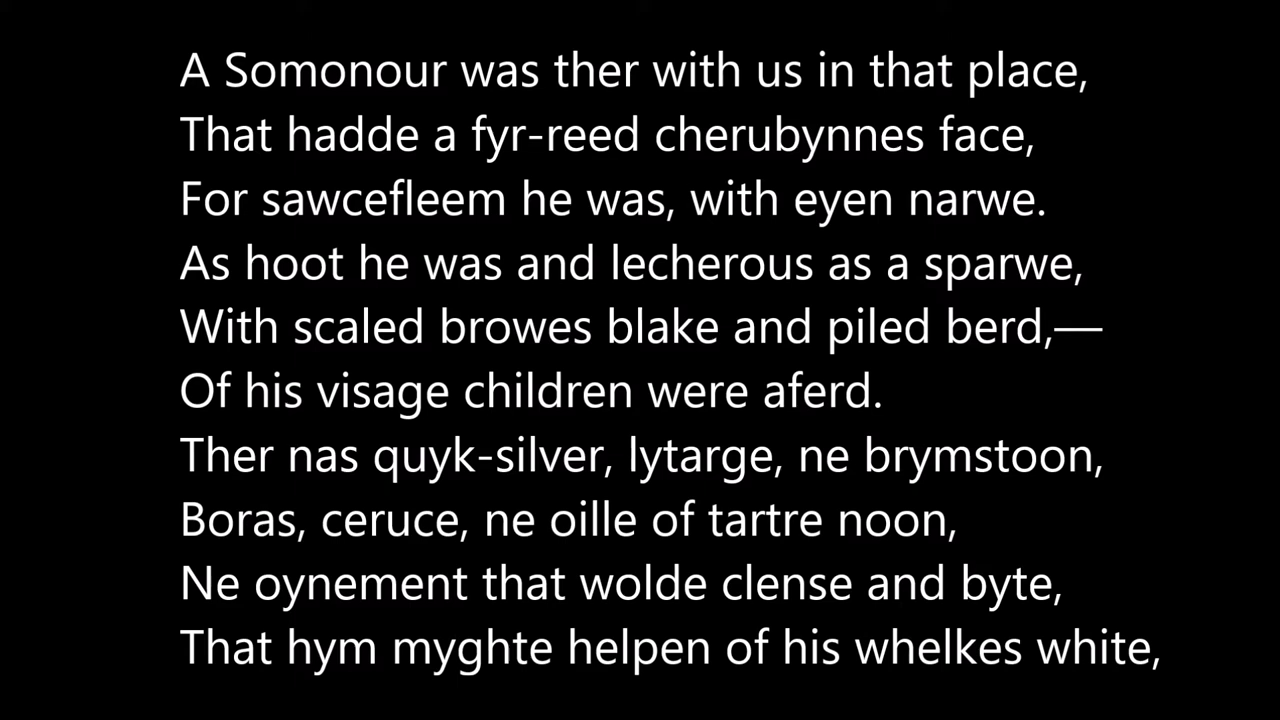 A Somonour was ther with us in that place,
That hadde a fyr-reed cherubynnes face,
For sawcefleem he was, with eyen narwe.
As hoot he was and lecherous as a sparwe,
With scaled browes blake and piled berd,—
Of his visage children were aferd.
Ther nas quyk-silver, lytarge, ne brymstoon,
Boras, ceruce, ne oille of tartre noon,
Ne oynement that wolde clense and byte,
That hym myghte helpen of his whelkes white,